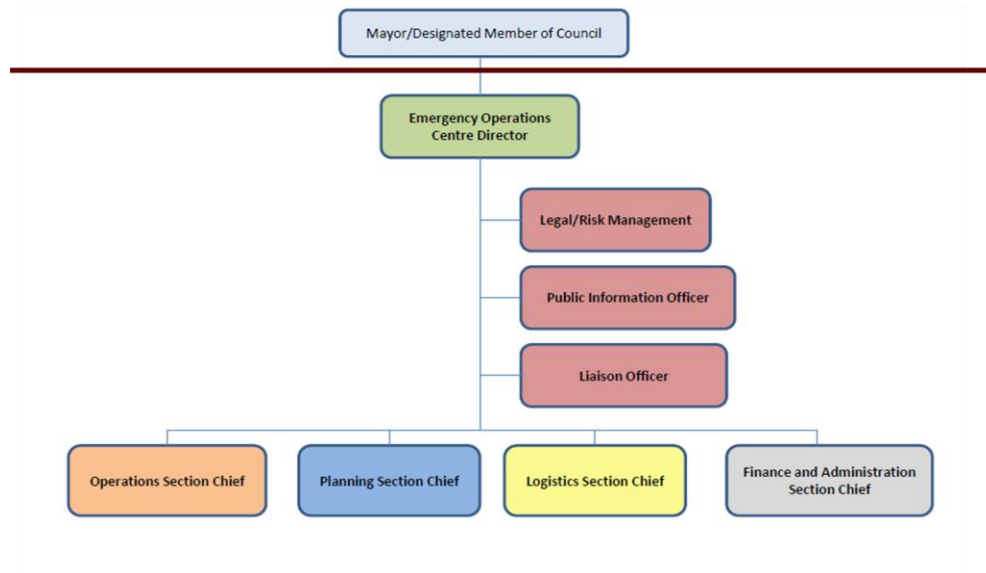 Mayor/Designated Member of Council
Emergency Operations
Centre Director
Legal/Risk Management
Public Information Officer
Liaison Officer
Operations Section Chief
Planning Section Chief
Logistics Section Chief
Finance and Administration
Section Chief